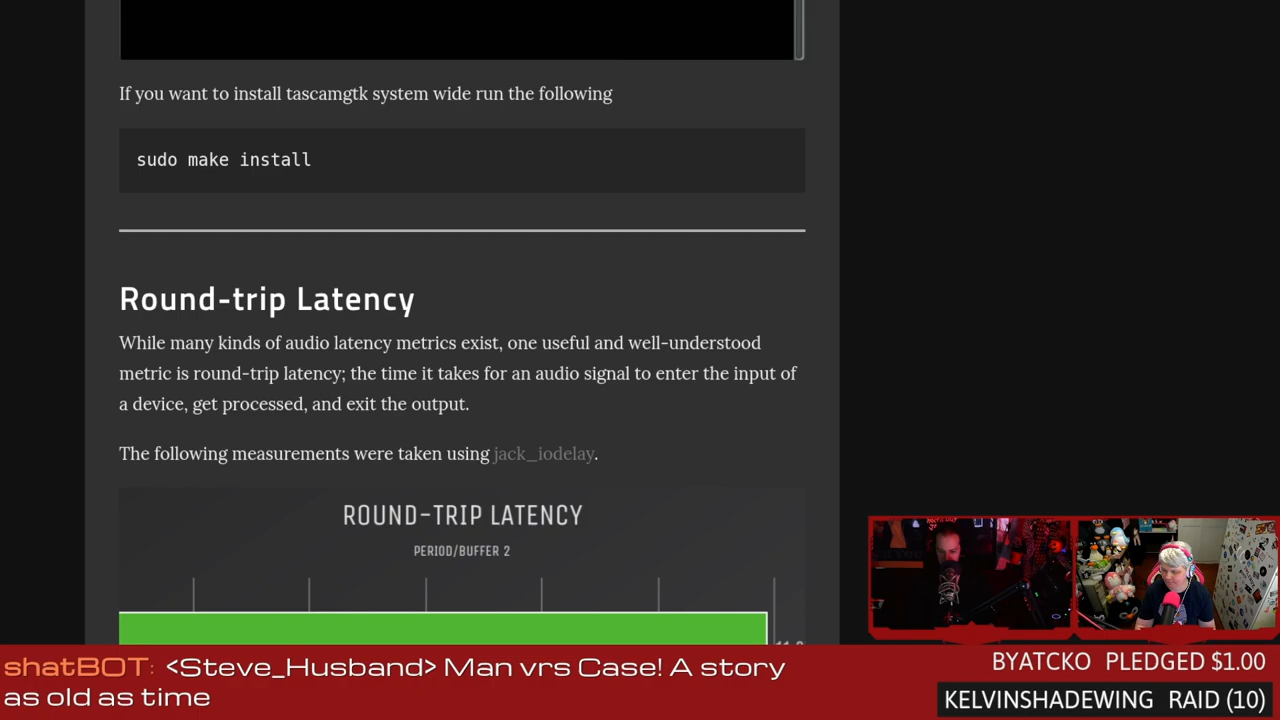 If you want to install tascamgtk system wide run the following
sudo make install
Round-trip Latency
While many kinds of audio latency metrics exist, one useful and well-understood
metric is round-trip latency; the time it takes for an audio signal to enter the input of
a device, get processed, and exit the output.
The following measurements were taken using jack_iodelay.
ROUND-TRIP LATENCY
PERIOD/BUFFER 2
shatBOT: <Steve_Husband> Man vrs Case! A story
as old as time
BYATCKO PLEDGED $1.00
KELVINSHADEWING RAID (10)